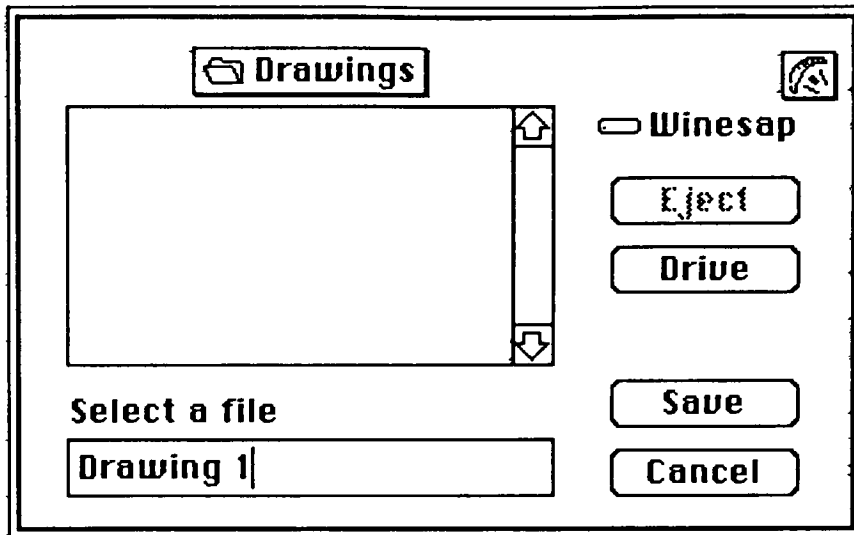 Drawings
Winesap
Eject
Drive
Select a file
Save
Drawing 1
Cancel